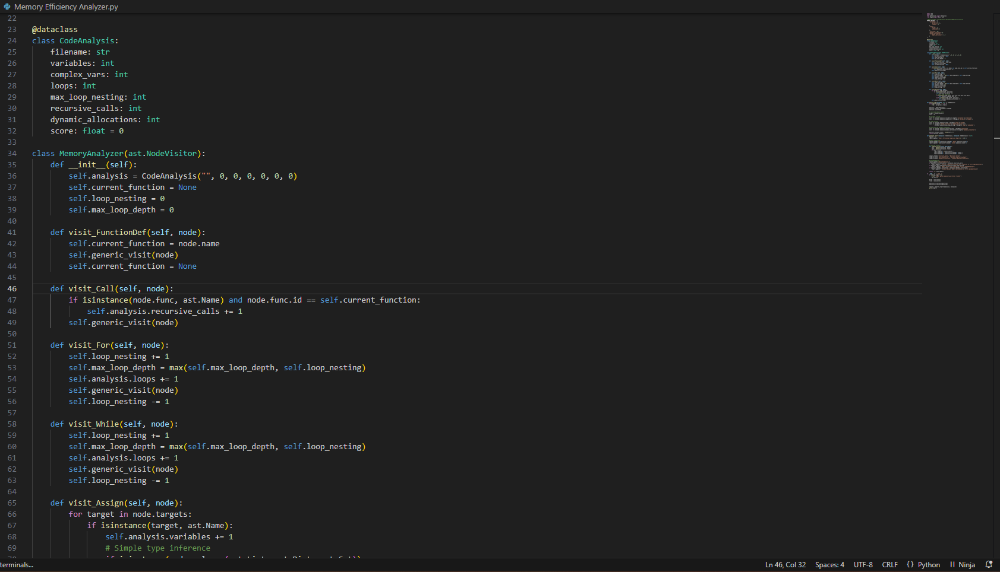 Memory Efficiency Analyzer.py
22
23 @dataclass
24 class CodeAnalysis:
25     filename: str
26     variables: int
27     complex_vars: int
28     loops: int
29     max_loop_nesting: int
30     recursive_calls: int
31     dynamic_allocations: int
32     score: float = 0
33
34 class MemoryAnalyzer(ast.NodeVisitor):
35     def __init__(self):
36         self.analysis = CodeAnalysis("", 0, 0, 0, 0, 0, 0)
37         self.current_function = None
38         self.loop_nesting = 0
39         self.max_loop_depth = 0
40
41     def visit_FunctionDef(self, node):
42         self.current_function = node.name
43         self.generic_visit(node)
44         self.current_function = None
45
46     def visit_Call(self, node):
47         if isinstance(node.func, ast.Name) and node.func.id == self.current_function:
48             self.analysis.recursive_calls += 1
49         self.generic_visit(node)
50
51     def visit_For(self, node):
52         self.loop_nesting += 1
53         self.max_loop_depth = max(self.max_loop_depth, self.loop_nesting)
54         self.analysis.loops += 1
55         self.generic_visit(node)
56         self.loop_nesting -= 1
57
58     def visit_While(self, node):
59         self.loop_nesting += 1
60         self.max_loop_depth = max(self.max_loop_depth, self.loop_nesting)
61         self.analysis.loops += 1
62         self.generic_visit(node)
63         self.loop_nesting -= 1
64
65     def visit_Assign(self, node):
66         for target in node.targets:
67             if isinstance(target, ast.Name):
68                 self.analysis.variables += 1
69                 # Simple type inference
terminals... Ln 46, Col 32 Spaces: 4 UTF-8 CRLF {} Python Ninja